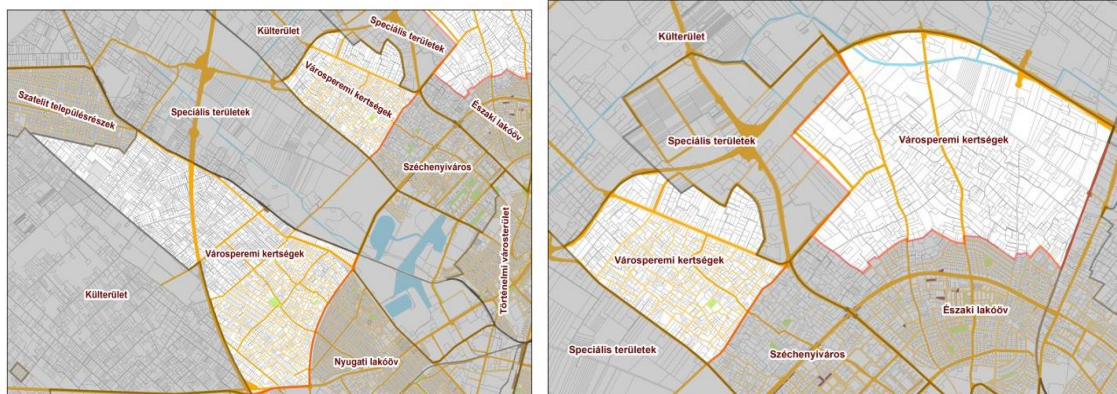 Külterület
Speciális területek
Városperemi kertségek
Szatelit településrészek
Speciális területek
Északi lakóöv
Széchenyiváros
Városperemi kertségek
Történelmi városterület
Külterület
Nyugati lakóöv
Külterület
Speciális területek
Városperemi kertségek
Városperemi kertségek
Északi lakóöv
Speciális területek
Széchenyiváros